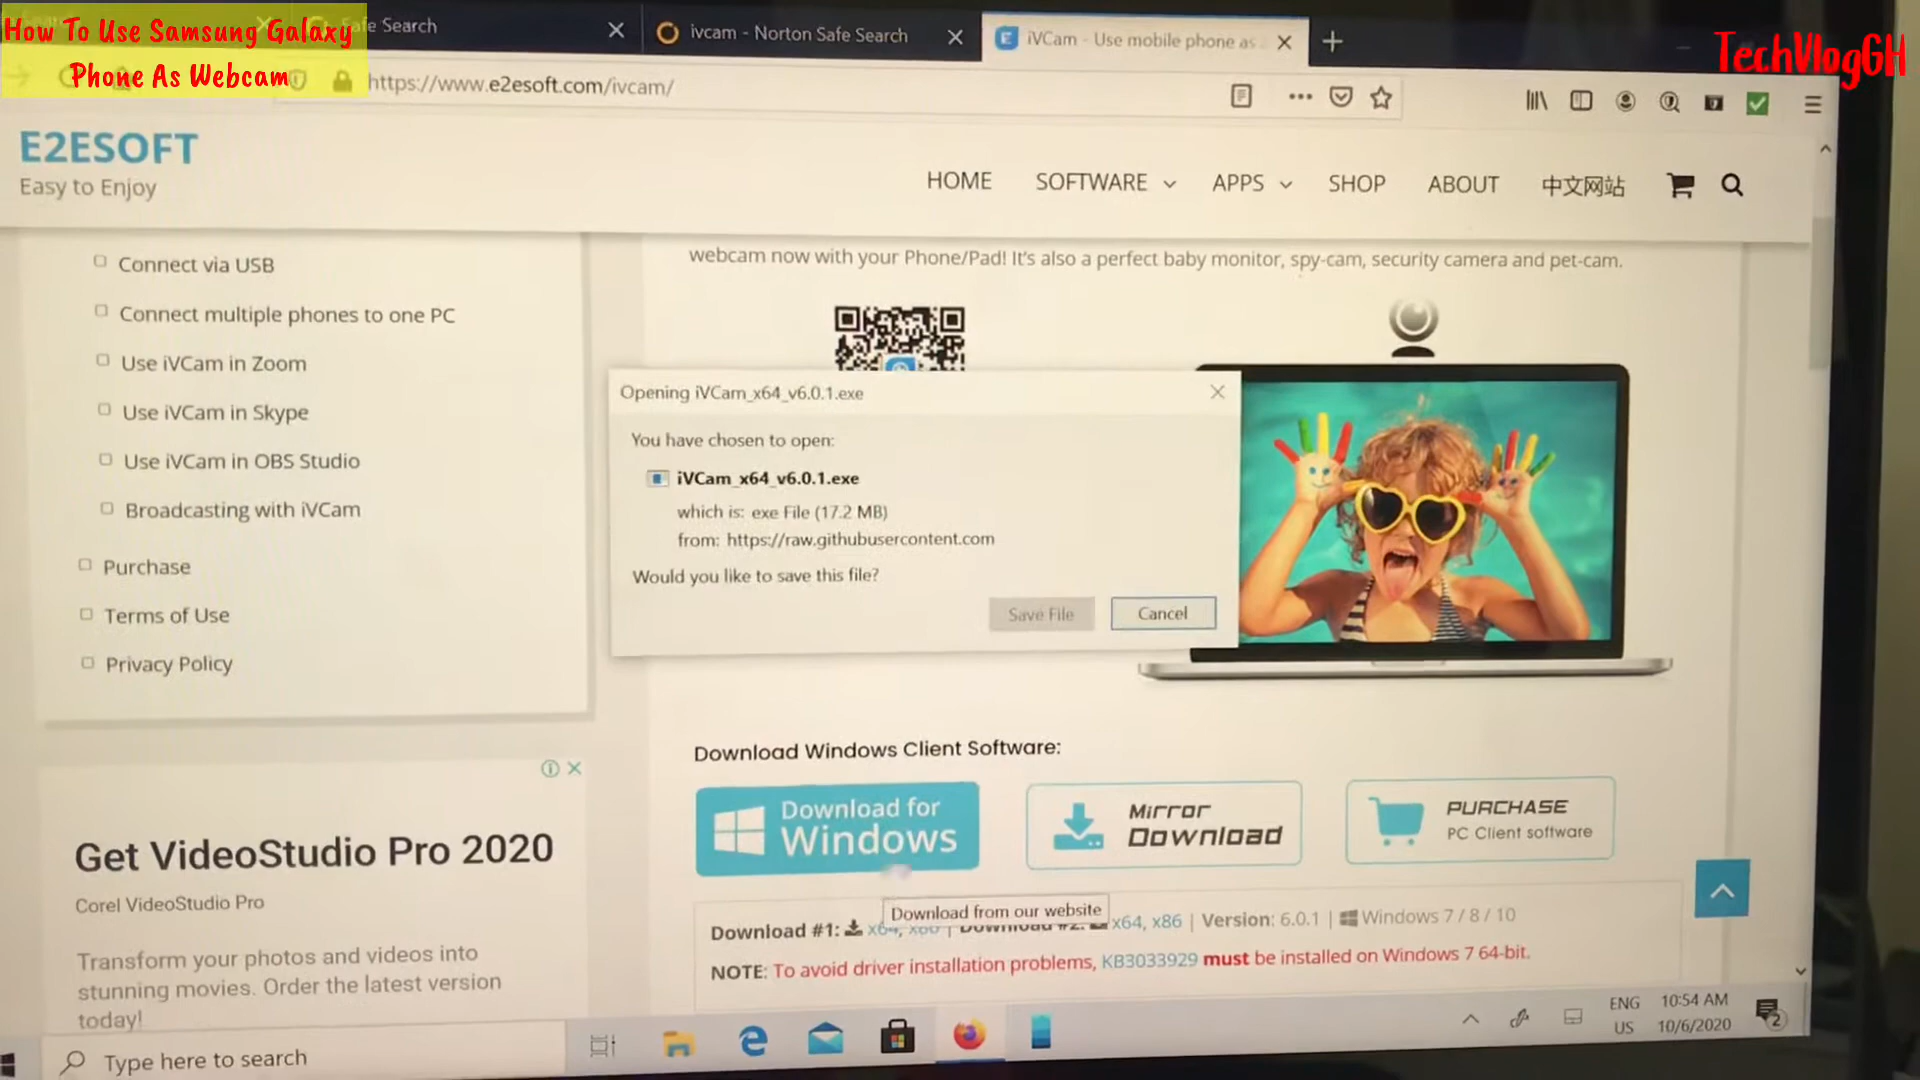 How To Use Samsung Galaxy
Phone As Webcam
Safe Search
ivcam - Norton Safe Search
iVCam - Use mobile phone as
TechVlogGH
https://www.e2esoft.com/ivcam/
E2ESOFT
Easy to Enjoy
HOME SOFTWARE APPS SHOP ABOUT 中文网站
Connect via USB
Connect multiple phones to one PC
Use iVCam in Zoom
Use iVCam in Skype
Use iVCam in OBS Studio
Broadcasting with iVCam
Purchase
Terms of Use
Privacy Policy
webcam now with your Phone/Pad! It's also a perfect baby monitor, spy-cam, security camera and pet-cam.
Opening iVCam_x64_v6.0.1.exe
You have chosen to open:
iVCam_x64_v6.0.1.exe
which is: exe File (17.2 MB)
from: https://raw.githubusercontent.com
Would you like to save this file?
Save File Cancel
Download Windows Client Software:
Download for
Windows
Mirror
Download
PURCHASE
PC Client software
Download from our website
Download #1: x64, x86 | Download #2: x64, x86 | Version: 6.0.1 | Windows 7 / 8 / 10
NOTE: To avoid driver installation problems, KB3033929 must be installed on Windows 7 64-bit.
Get VideoStudio Pro 2020
Corel VideoStudio Pro
Transform your photos and videos into
stunning movies. Order the latest version
today!
Type here to search
ENG
US
10:54 AM
10/6/2020
2